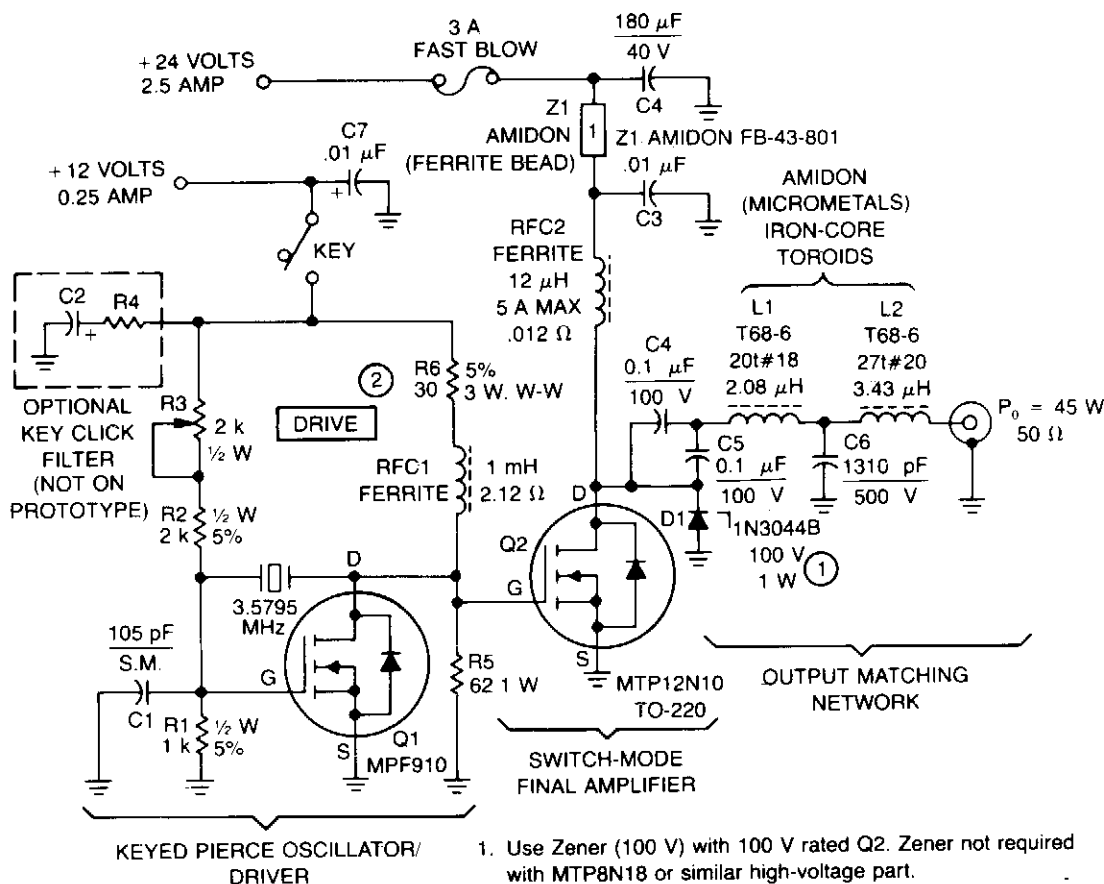 + 24 VOLTS
2.5 AMP
3 A
FAST BLOW
180 µF
40 V
C4
Z1
AMIDON
(FERRITE BEAD)
1
Z1 AMIDON FB-43-801
C7
.01 µF
+
+ 12 VOLTS
0.25 AMP
.01 µF
C3
KEY
RFC2
FERRITE
12 µH
5 A MAX
.012 Ω
AMIDON
(MICROMETALS)
IRON-CORE
TOROIDS
L1
T68-6
20t#18
2.08 µH
L2
T68-6
27t#20
3.43 µH
C2
+
R4
OPTIONAL
KEY CLICK
FILTER
(NOT ON
PROTOTYPE)
R3
2 k
½ W
2
DRIVE
R6
30
5%
3 W. W-W
C4
0.1 µF
100 V
C5
0.1 µF
100 V
C6
1310 pF
500 V
P₀ = 45 W
50 Ω
RFC1
FERRITE
1 mH
2.12 Ω
R2
2 k
½ W
5%
D
D1
1N3044B
100 V
1 W
1
Q2
G
S
MTP12N10
TO-220
3.5795
MHz
D
G
S
Q1
MPF910
105 pF
S.M.
C1
R1
1 k
½ W
5%
R5
62 1 W
OUTPUT MATCHING
NETWORK
SWITCH-MODE
FINAL AMPLIFIER
KEYED PIERCE OSCILLATOR/
DRIVER
1. Use Zener (100 V) with 100 V rated Q2. Zener not required
with MTP8N18 or similar high-voltage part.